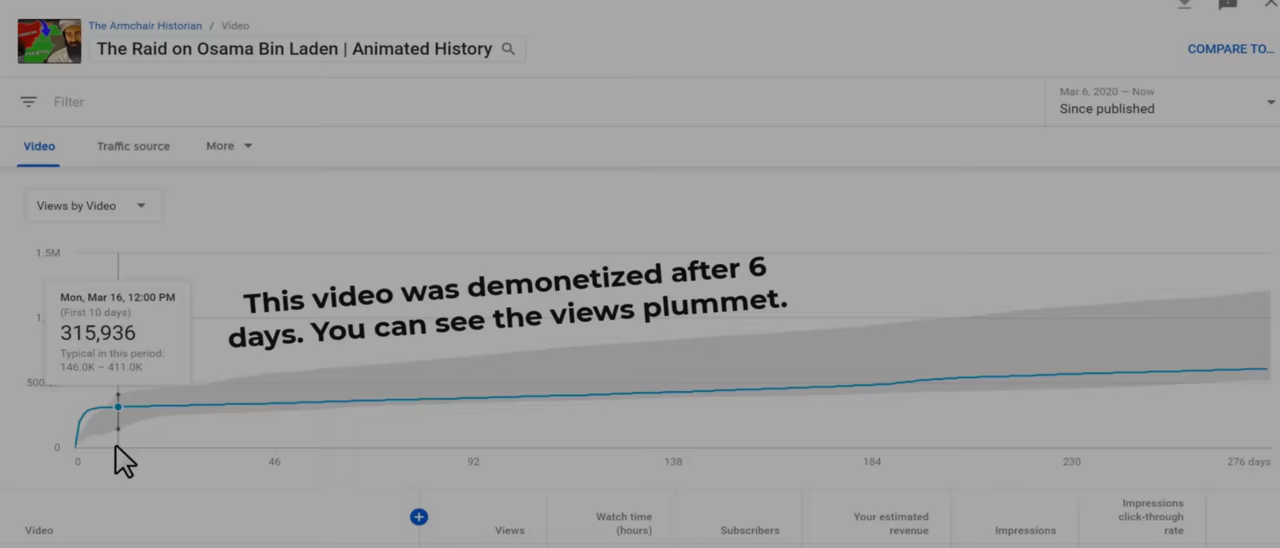 The Armchair Historian / Video
The Raid on Osama Bin Laden | Animated History
COMPARE TO...
Filter
Mar 6, 2020 – Now
Since published
Video
Traffic source
More
Views by Video
1.5M
This video was demonetized after 6
days. You can see the views plummet.
Mon, Mar 16, 12:00 PM
(First 10 days)
315,936
Typical in this period:
146.0K – 411.0K
0
0 46 92 138 184 230 276 days
Video
Views
Watch time
(hours)
Subscribers
Your estimated
revenue
Impressions
Impressions
click-through
rate